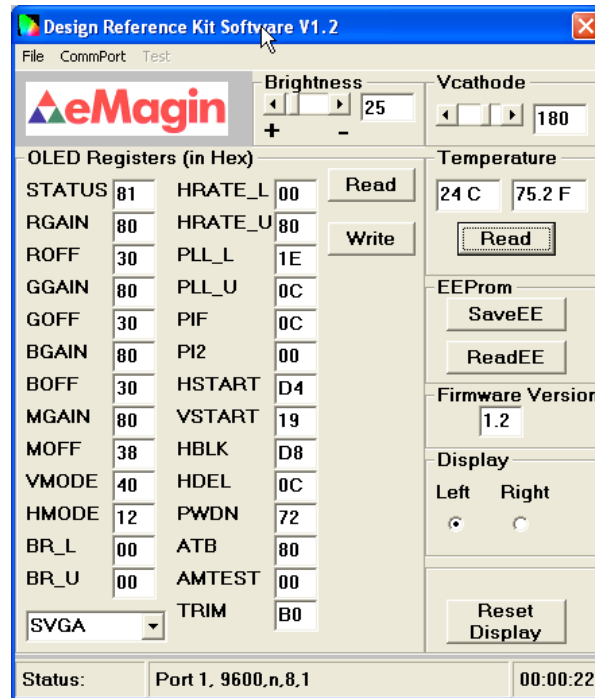 Design Reference Kit Software V1.2
File CommPort Test
eMagin
Brightness
25
+ -
Vcathode
180
OLED Registers (in Hex)
STATUS 81 HRATE_L 00
RGAIN 80 HRATE_U 80
ROFF 30 PLL_L 1E
GGAIN 80 PLL_U 0C
GOFF 30 PIF 0C
BGAIN 80 PI2 00
BOFF 30 HSTART D4
MGAIN 80 VSTART 19
MOFF 38 HBLK D8
VMODE 40 HDEL 0C
HMODE 12 PWDN 72
BR_L 00 ATB 80
BR_U 00 AMTEST 00
SVGA TRIM B0
Read
Write
Temperature
24 C 75.2 F
Read
EEProm
SaveEE
ReadEE
Firmware Version
1.2
Display
Left Right
Reset
Display
Status: Port 1, 9600,n,8,1 00:00:22